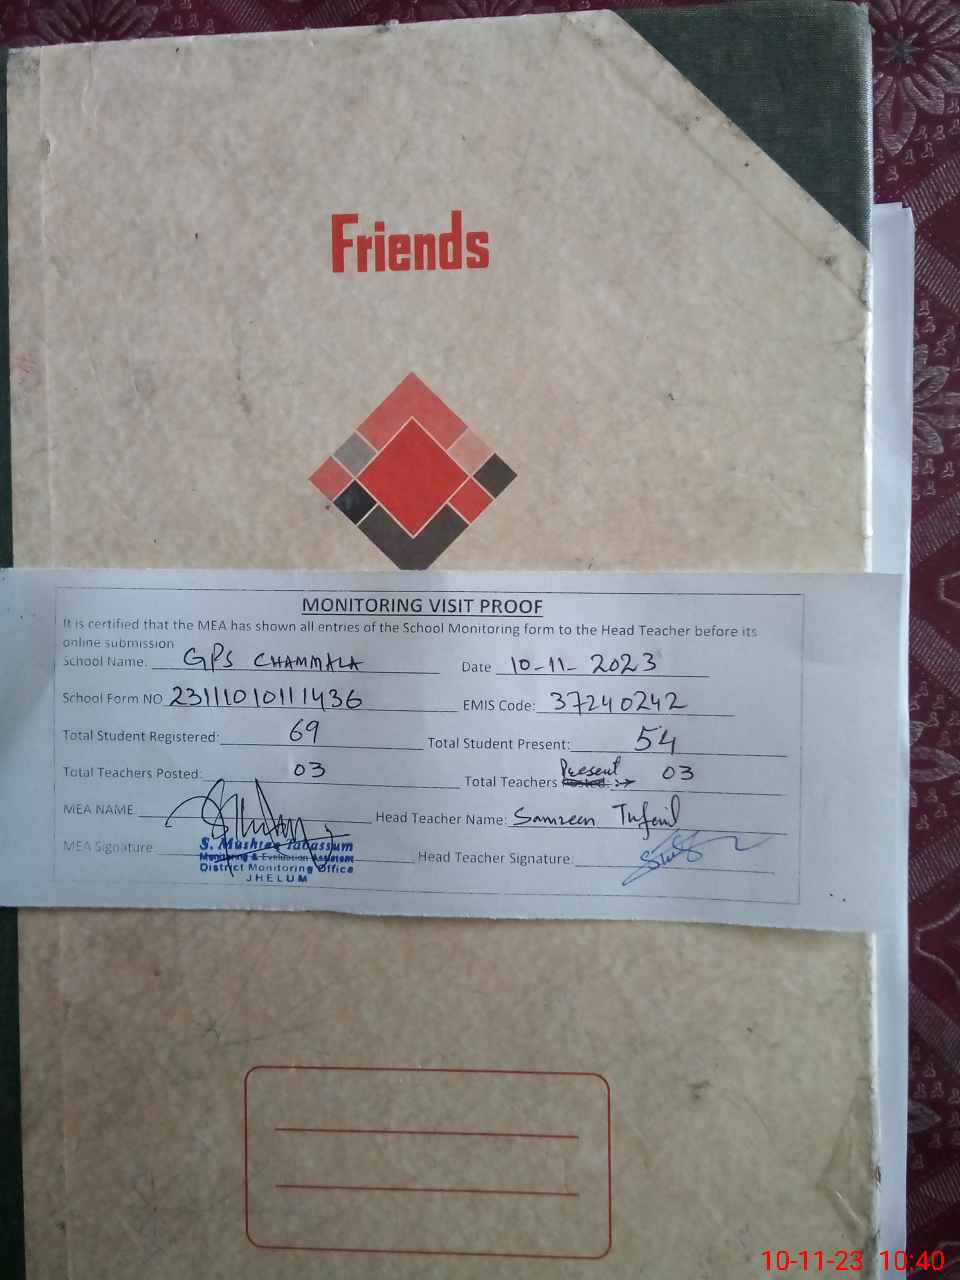 Friends
MONITORING VISIT PROOF
It is certified that the MEA has shown all entries of the School Monitoring form to the Head Teacher before its
online submission
School Name. GPS CHAMMALA Date 10-11- 2023
School Form NO 23111010111436 EMIS Code: 37240242
Total Student Registered: 69 Total Student Present: 54
Total Teachers Posted: 03 Total Teachers Posted: Present 03
MEA NAME. Head Teacher Name: Samreen Tufail
MEA Signature Head Teacher Signature:
S. Mushtaq Tabassum
Monitoring & Evaluation Assistant
District Monitoring Office
JHELUM
10-11-23 10:40